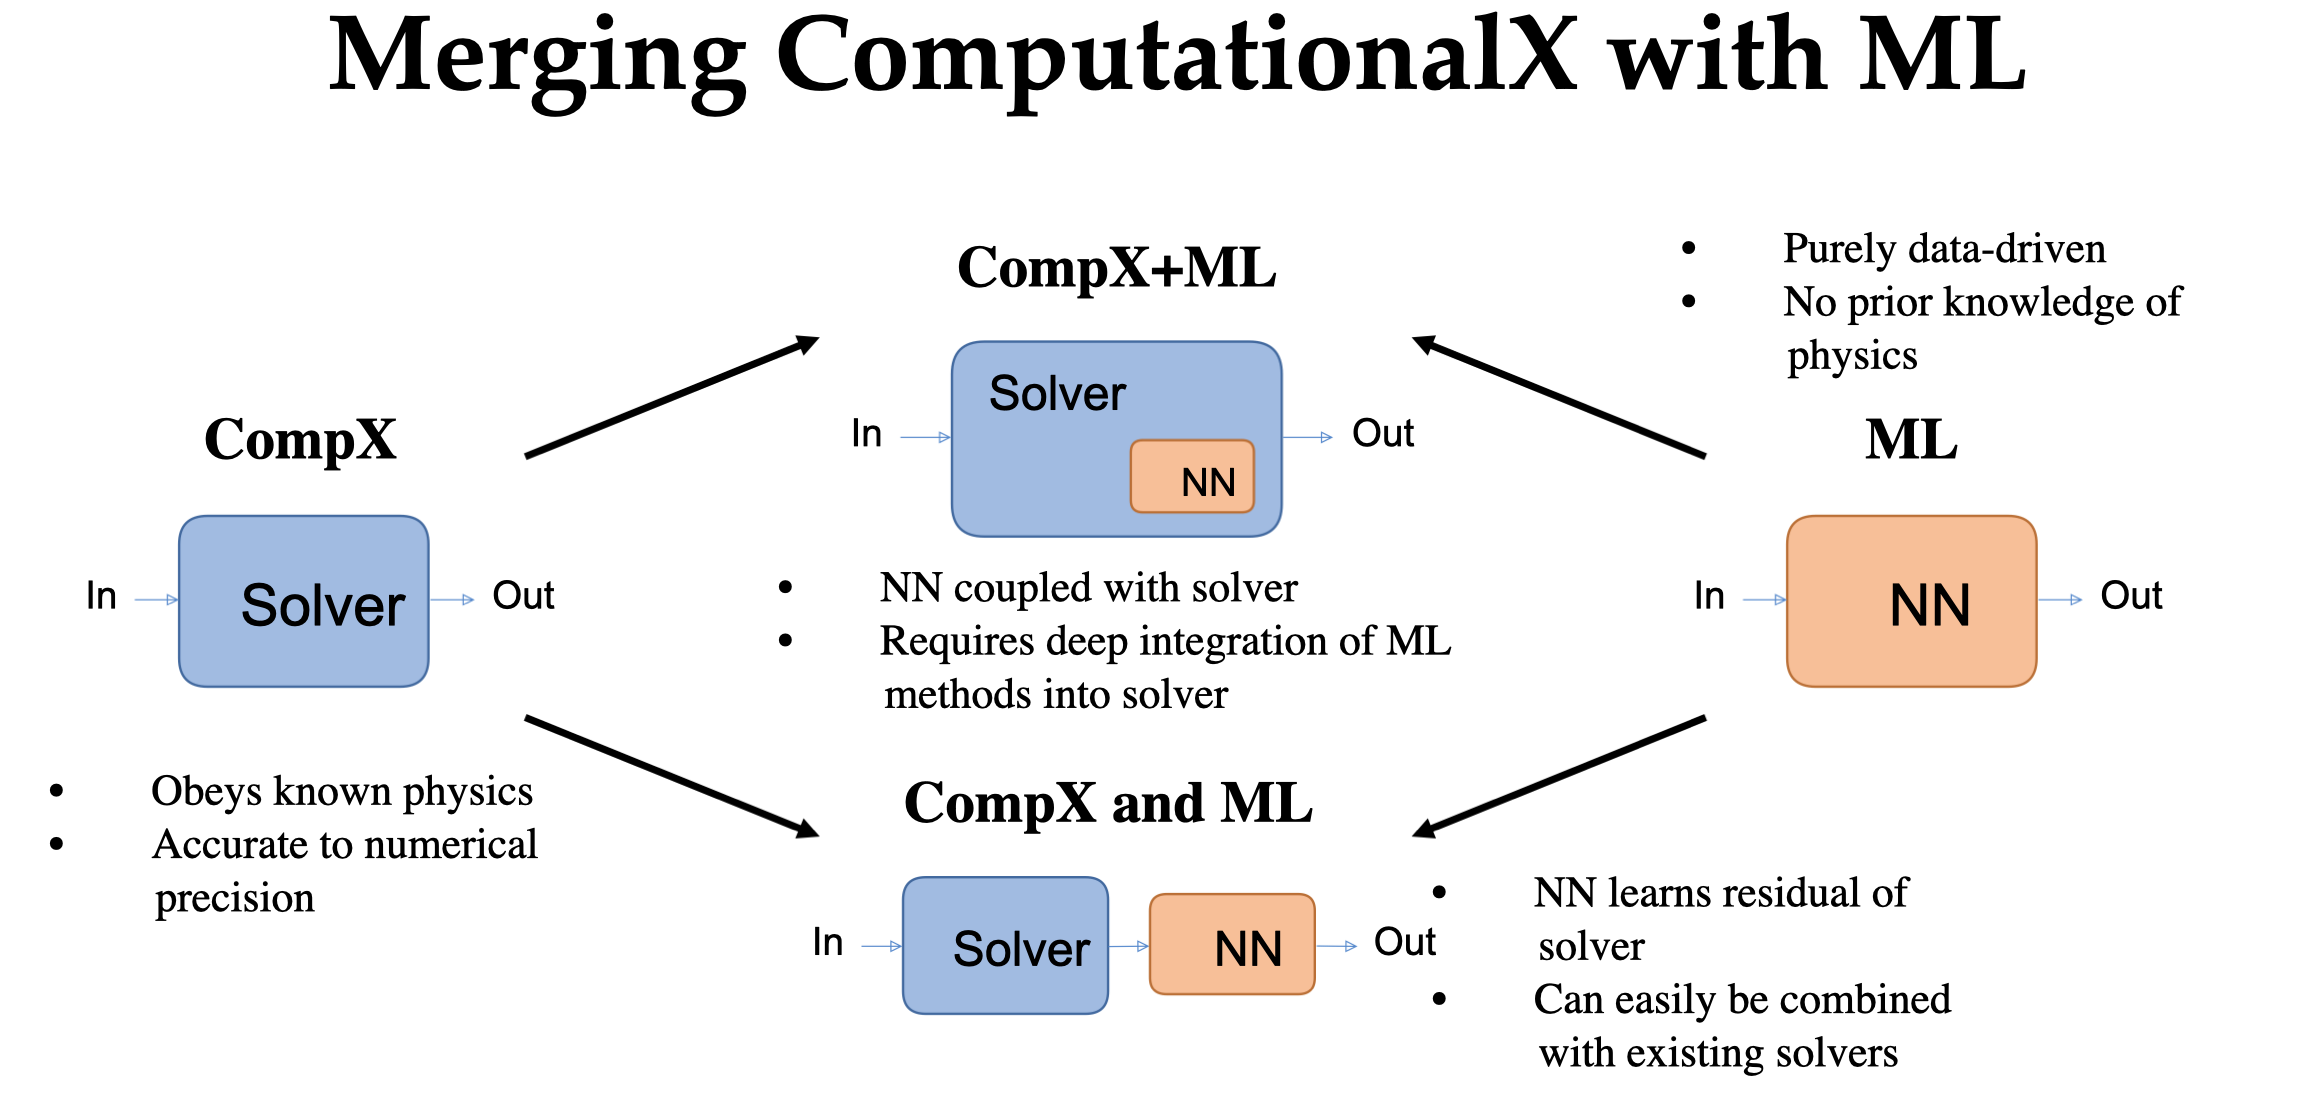 Merging ComputationalX with ML
CompX
In
Solver
Out
• Obeys known physics
• Accurate to numerical
precision
CompX+ML
In
Solver
NN
Out
• NN coupled with solver
• Requires deep integration of ML
methods into solver
• Purely data-driven
• No prior knowledge of
physics
ML
In
NN
Out
CompX and ML
In
Solver
NN
Out
• NN learns residual of
solver
• Can easily be combined
with existing solvers